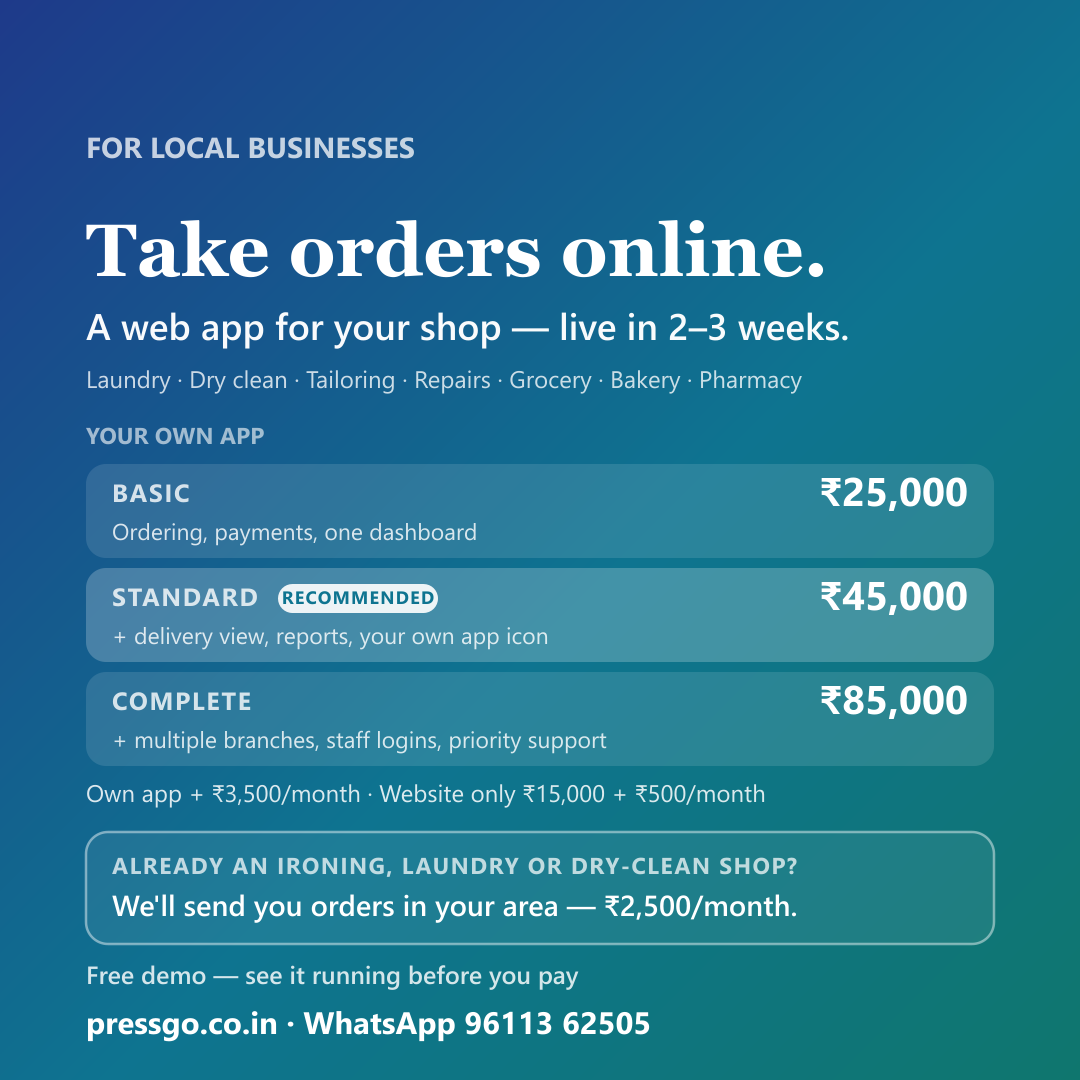 FOR LOCAL BUSINESSES
Take orders online.
A web app for your shop — live in 2–3 weeks.
Laundry · Dry clean · Tailoring · Repairs · Grocery · Bakery · Pharmacy
YOUR OWN APP
BASIC ₹25,000
Ordering, payments, one dashboard
STANDARD RECOMMENDED ₹45,000
+ delivery view, reports, your own app icon
COMPLETE ₹85,000
+ multiple branches, staff logins, priority support
Own app + ₹3,500/month · Website only ₹15,000 + ₹500/month
ALREADY AN IRONING, LAUNDRY OR DRY-CLEAN SHOP?
We'll send you orders in your area — ₹2,500/month.
Free demo — see it running before you pay
pressgo.co.in · WhatsApp 96113 62505